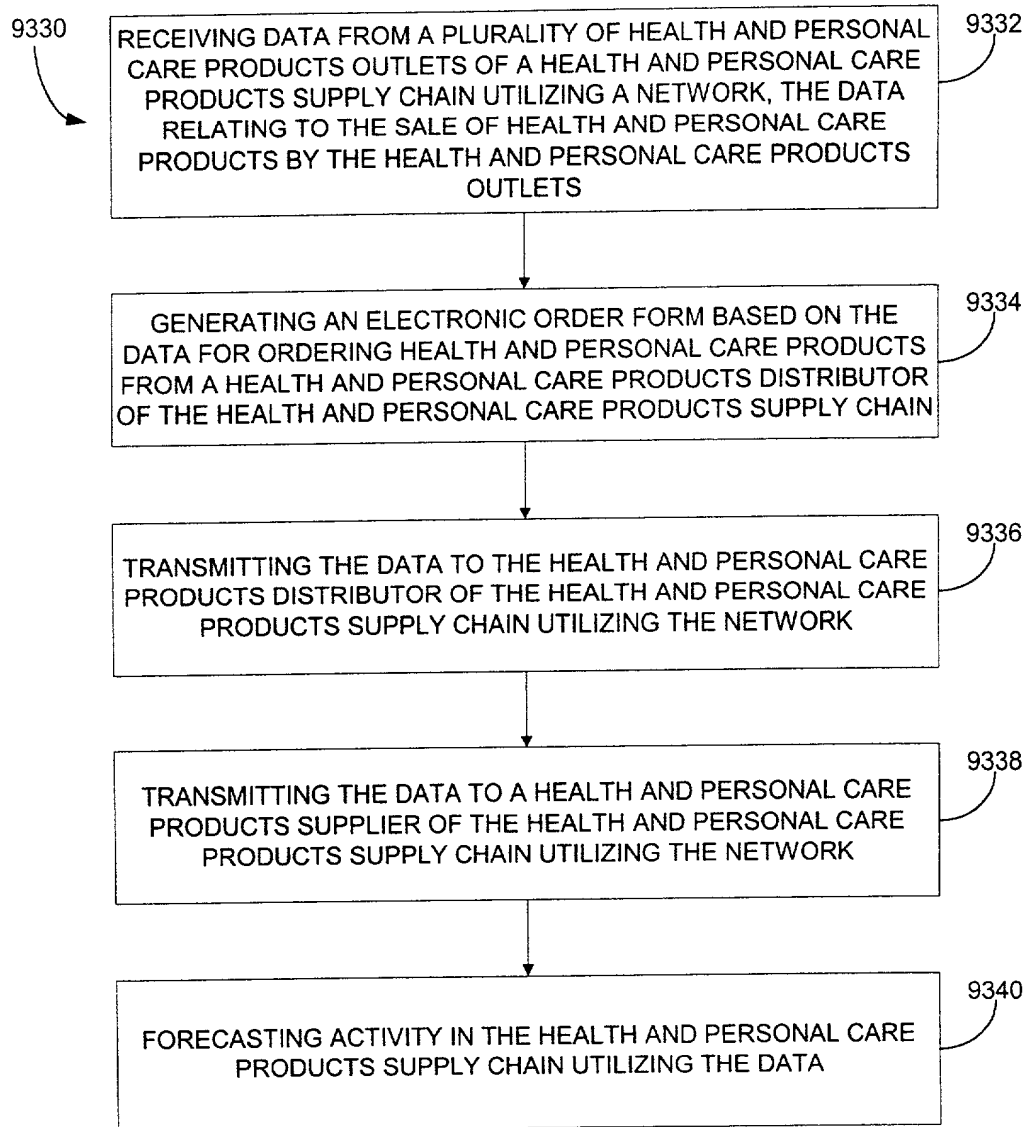 9330
RECEIVING DATA FROM A PLURALITY OF HEALTH AND PERSONAL
CARE PRODUCTS OUTLETS OF A HEALTH AND PERSONAL CARE
PRODUCTS SUPPLY CHAIN UTILIZING A NETWORK, THE DATA
RELATING TO THE SALE OF HEALTH AND PERSONAL CARE
PRODUCTS BY THE HEALTH AND PERSONAL CARE PRODUCTS
OUTLETS
9332
GENERATING AN ELECTRONIC ORDER FORM BASED ON THE
DATA FOR ORDERING HEALTH AND PERSONAL CARE PRODUCTS
FROM A HEALTH AND PERSONAL CARE PRODUCTS DISTRIBUTOR
OF THE HEALTH AND PERSONAL CARE PRODUCTS SUPPLY CHAIN
9334
TRANSMITTING THE DATA TO THE HEALTH AND PERSONAL CARE
PRODUCTS DISTRIBUTOR OF THE HEALTH AND PERSONAL CARE
PRODUCTS SUPPLY CHAIN UTILIZING THE NETWORK
9336
TRANSMITTING THE DATA TO A HEALTH AND PERSONAL CARE
PRODUCTS SUPPLIER OF THE HEALTH AND PERSONAL CARE
PRODUCTS SUPPLY CHAIN UTILIZING THE NETWORK
9338
FORECASTING ACTIVITY IN THE HEALTH AND PERSONAL CARE
PRODUCTS SUPPLY CHAIN UTILIZING THE DATA
9340